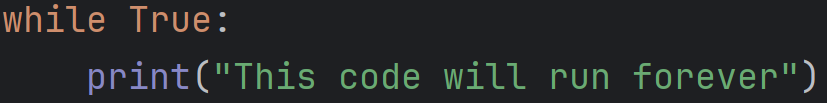 while True:
    print("This code will run forever")